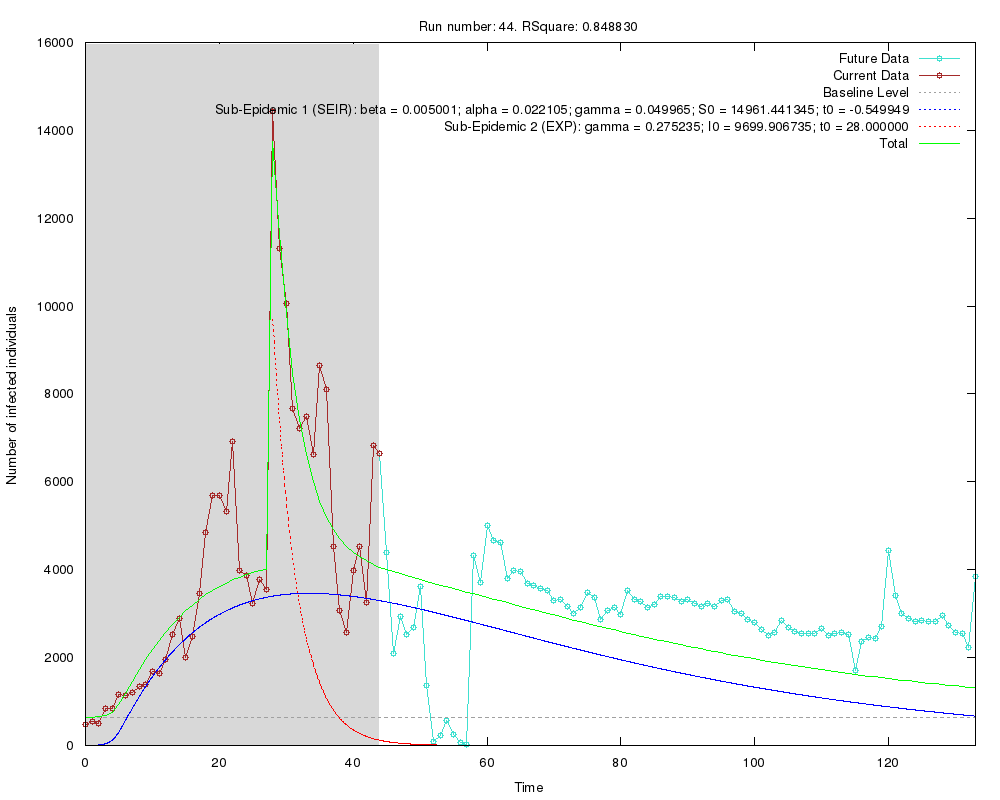 Run number: 44. RSquare: 0.848830
16000
14000
12000
10000
8000
6000
4000
2000
0
Number of infected individuals
Future Data
Current Data
Baseline Level
Sub-Epidemic 1 (SEIR): beta = 0.005001; alpha = 0.022105; gamma = 0.049965; S0 = 14961.441345; t0 = -0.549949
Sub-Epidemic 2 (EXP): gamma = 0.275235; I0 = 9699.906735; t0 = 28.000000
Total
0 20 40 60 80 100 120
Time